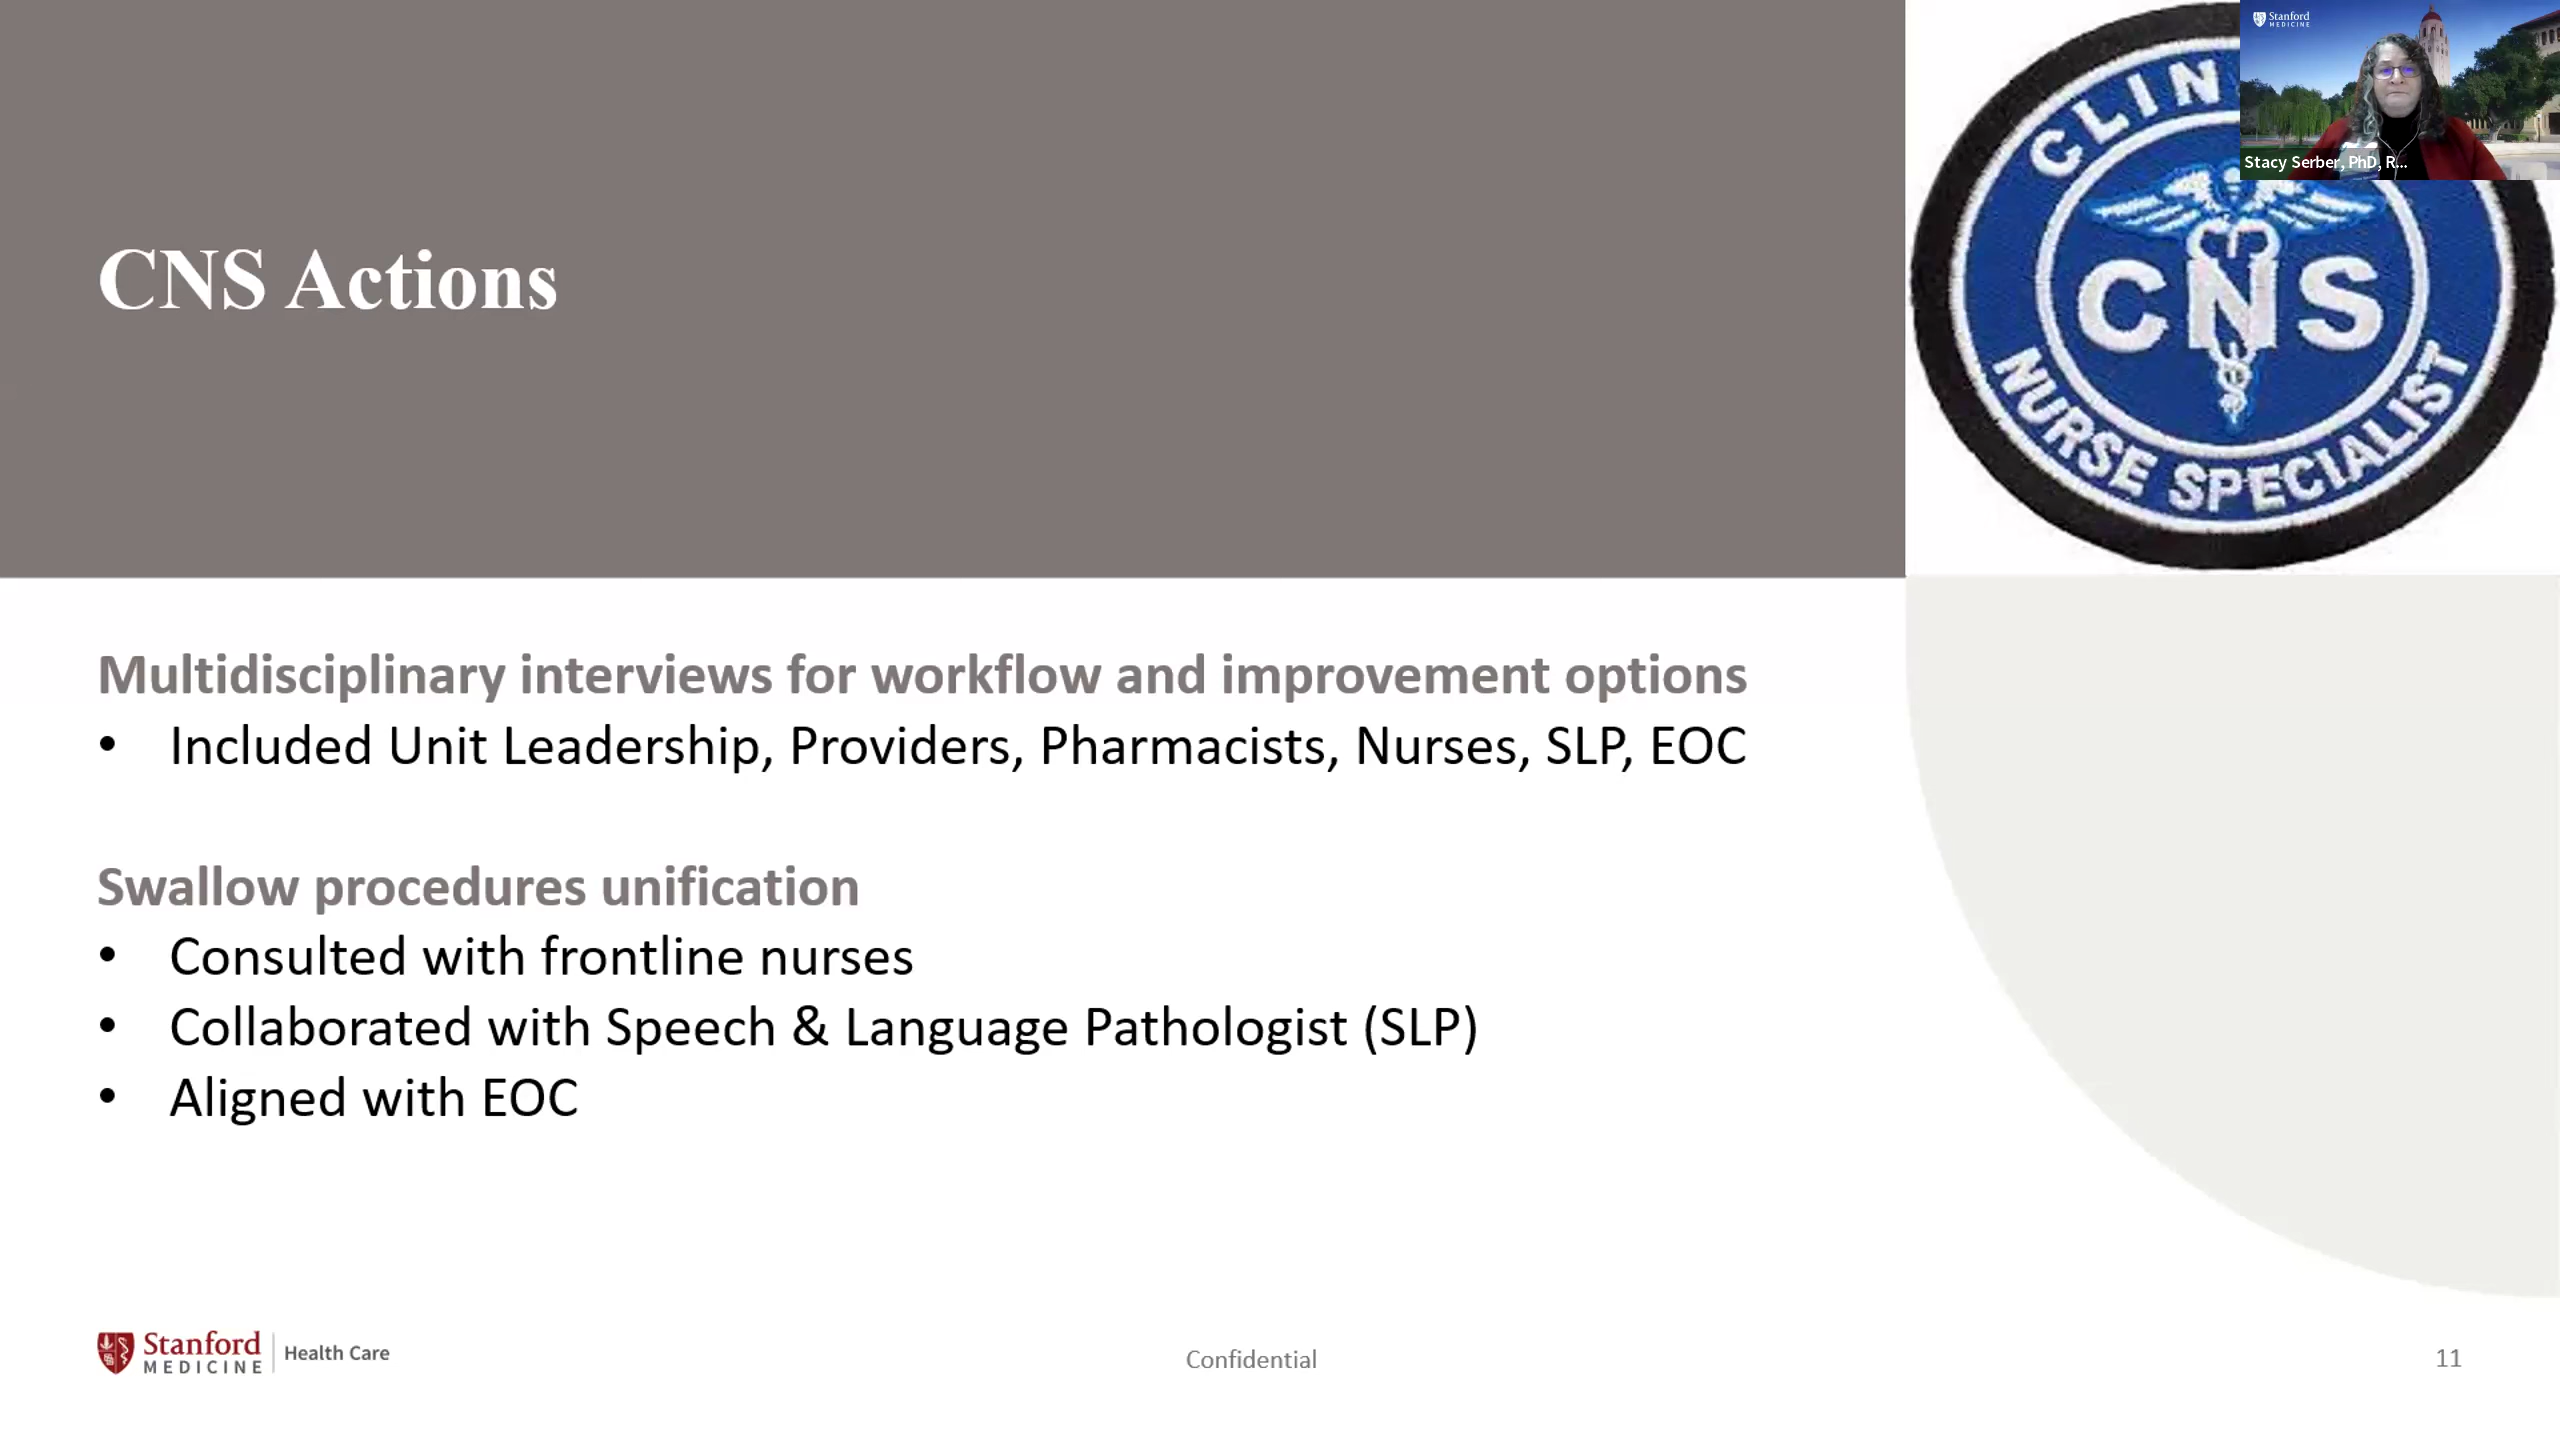 Stanford
MEDICINE
CLIN
Stacy Serber, PhD, R...
CNS Actions
CNS
NURSE SPECIALIST
Multidisciplinary interviews for workflow and improvement options
• Included Unit Leadership, Providers, Pharmacists, Nurses, SLP, EOC
Swallow procedures unification
• Consulted with frontline nurses
• Collaborated with Speech & Language Pathologist (SLP)
• Aligned with EOC
Stanford
MEDICINE
Health Care
Confidential
11